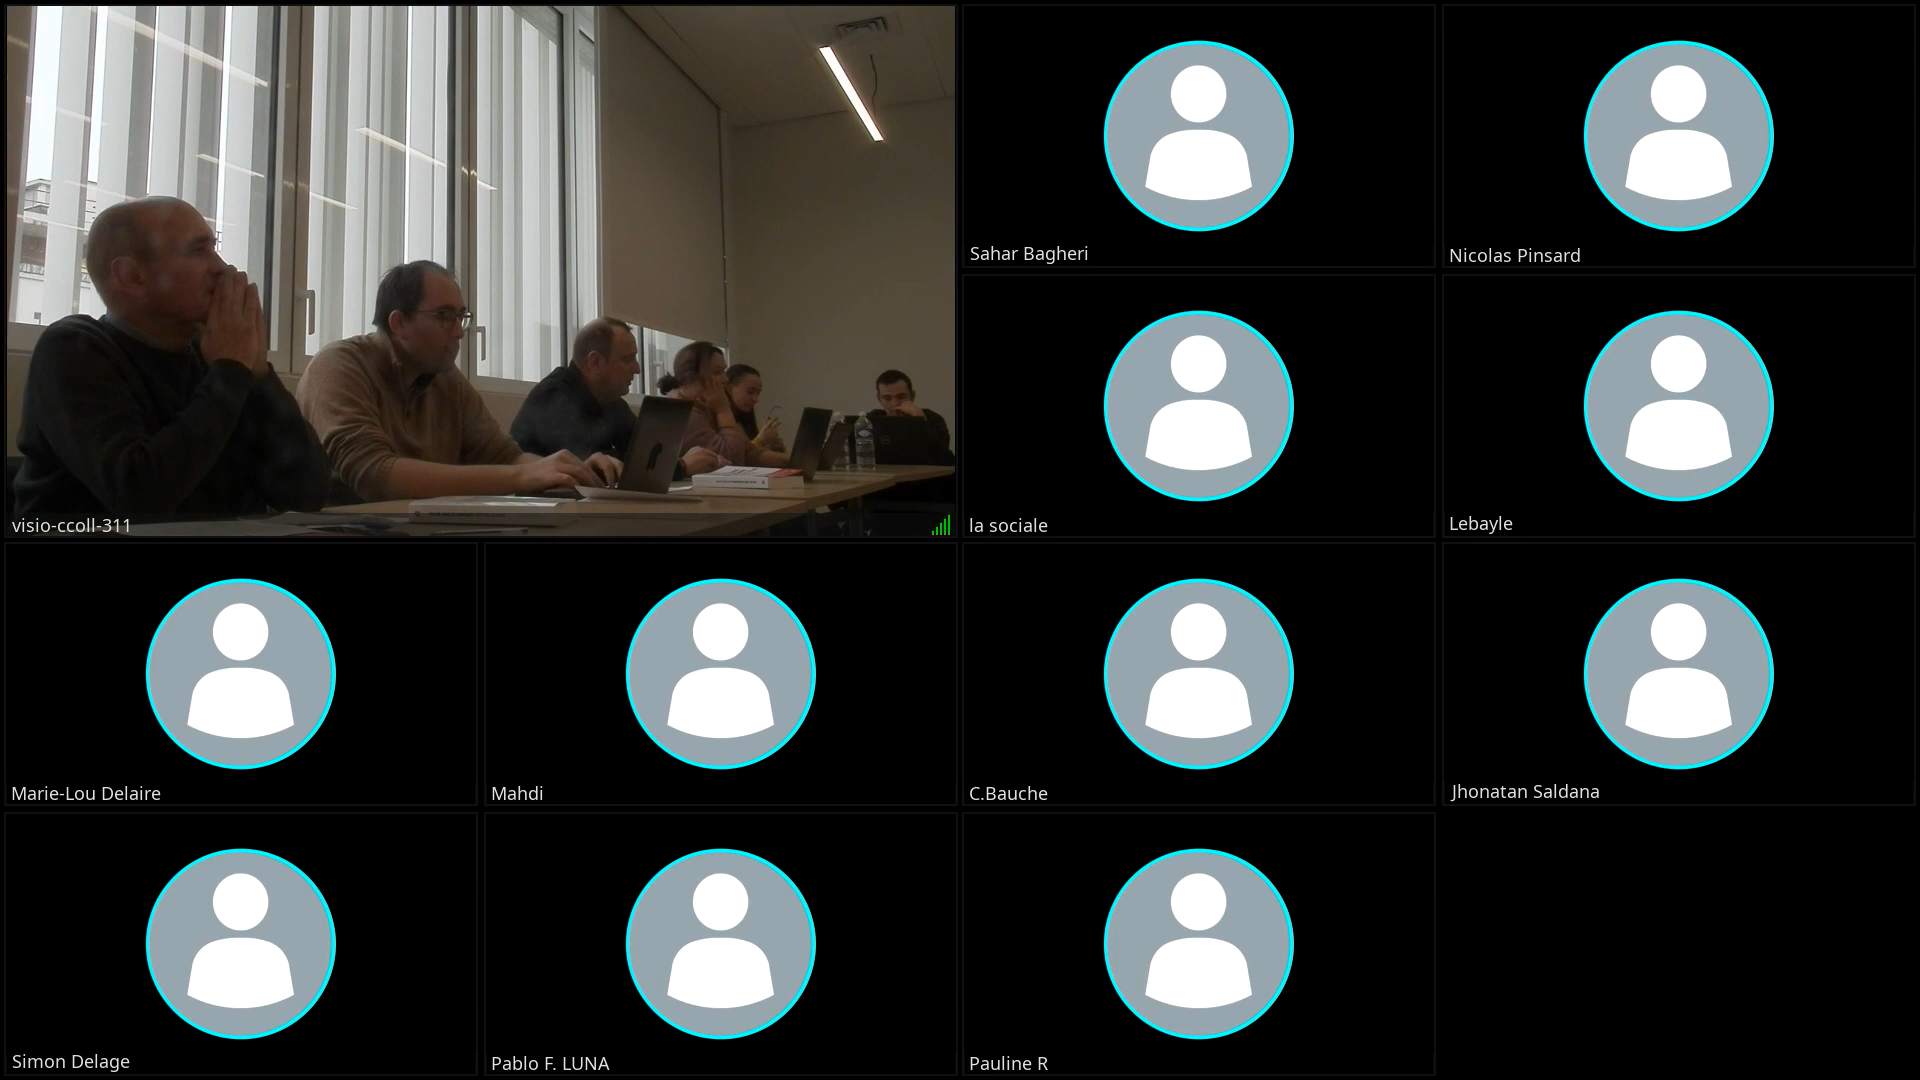 Sahar Bagheri
Nicolas Pinsard
visio-ccoll-311
la sociale
Lebayle
Marie-Lou Delaire
Mahdi
C.Bauche
Jhonatan Saldana
Simon Delage
Pablo F. LUNA
Pauline R